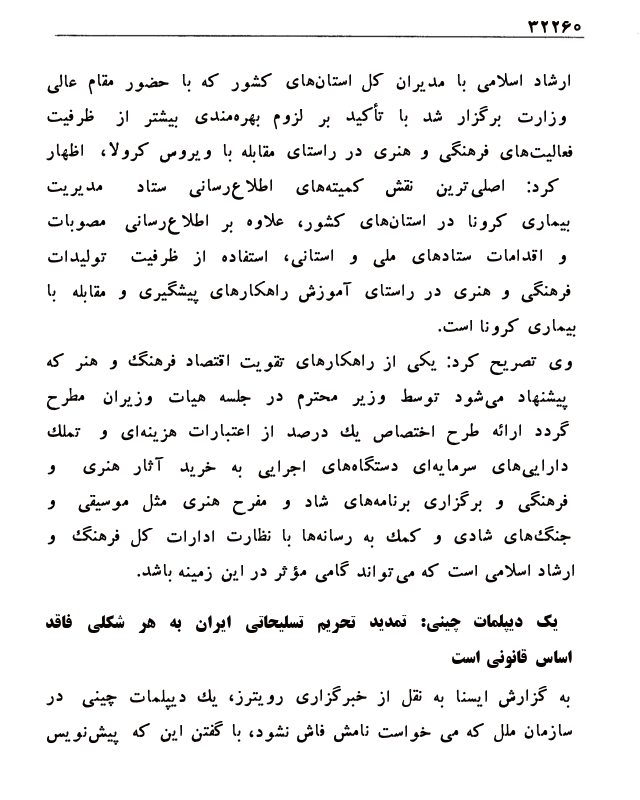 ۳۲۲۶۰
ارشاد اسلامی با مدیران کل استان‌های کشور که با حضور مقام عالی
وزارت برگزار شد با تأکید بر لزوم بهره‌مندی بیشتر از ظرفیت
فعالیت‌های فرهنگی و هنری در راستای مقابله با ویروس کرولا، اظهار
کرد: اصلی‌ترین نقش کمیته‌های اطلاع‌رسانی ستاد مدیریت
بیماری کرونا در استان‌های کشور، علاوه بر اطلاع‌رسانی مصوبات
و اقدامات ستادهای ملی و استانی، استفاده از ظرفیت تولیدات
فرهنگی و هنری در راستای آموزش راهکارهای پیشگیری و مقابله با
بیماری کرونا است.
وی تصریح کرد: یکی از راهکارهای تقویت اقتصاد فرهنگ و هنر که
پیشنهاد می‌شود توسط وزیر محترم در جلسه هیات وزیران مطرح
گردد ارائه طرح اختصاص یك درصد از اعتبارات هزینه‌ای و تملك
دارایی‌های سرمایه‌ای دستگاه‌های اجرایی به خرید آثار هنری و
فرهنگی و برگزاری برنامه‌های شاد و مفرح هنری مثل موسیقی و
جنگ‌های شادی و کمك به رسانه‌ها با نظارت ادارات کل فرهنگ و
ارشاد اسلامی است که می‌تواند گامی مؤثر در این زمینه باشد.
یک دیپلمات چینی: تمدید تحریم تسلیحاتی ایران به هر شکلی فاقد
اساس قانونی است
به گزارش ایسنا به نقل از خبرگزاری رویترز، یك دیپلمات چینی در
سازمان ملل که می خواست نامش فاش نشود، با گفتن این که پیش‌نویس